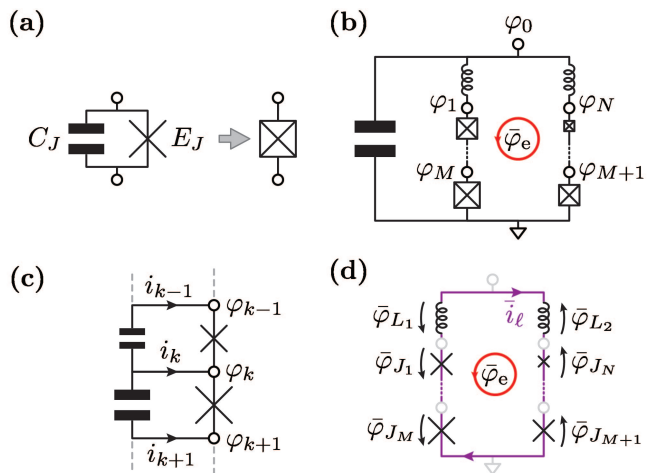 (a)
C_J
E_J
(b)
φ_0
φ_1
φ_N
φ̄_e
φ_M
φ_{M+1}
(c)
i_{k−1}
φ_{k−1}
i_k
φ_k
i_{k+1}
φ_{k+1}
(d)
φ̄_{L_1}
ī_ℓ
φ̄_{L_2}
φ̄_{J_1}
φ̄_e
φ̄_{J_N}
φ̄_{J_M}
φ̄_{J_{M+1}}